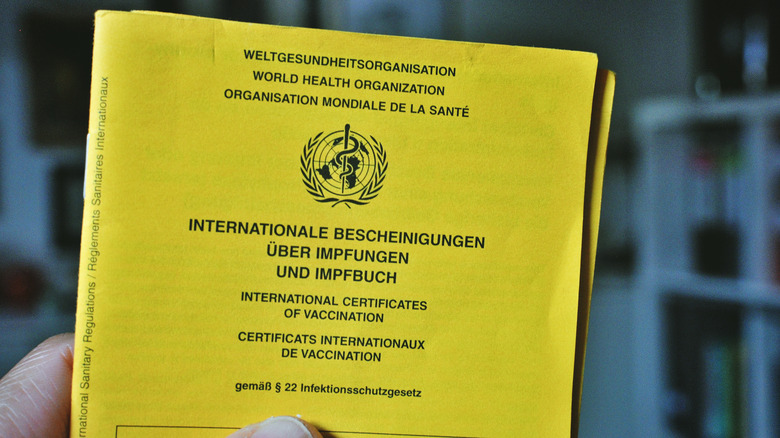 WELTGESUNDHEITSORGANISATION
WORLD HEALTH ORGANIZATION
ORGANISATION MONDIALE DE LA SANTÉ
INTERNATIONALE BESCHEINIGUNGEN
ÜBER IMPFUNGEN
UND IMPFBUCH
INTERNATIONAL CERTIFICATES
OF VACCINATION
CERTIFICATS INTERNATIONAUX
DE VACCINATION
gemäß § 22 Infektionsschutzgesetz
Sanitary Regulations / Règlements Sanitaires Internationaux